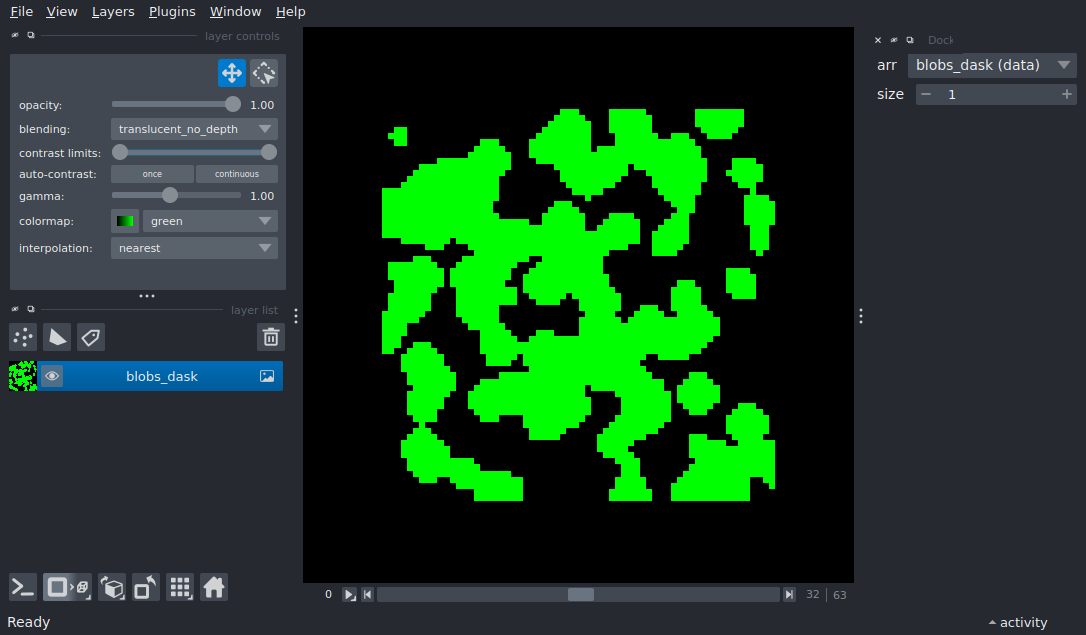 File View Layers Plugins Window Help
layer controls
opacity: 1.00
blending: translucent_no_depth
contrast limits:
auto-contrast: once continuous
gamma: 1.00
colormap: green
interpolation: nearest
layer list
blobs_dask
0 32 63
Ready
activity
Dock
arr blobs_dask (data)
size 1